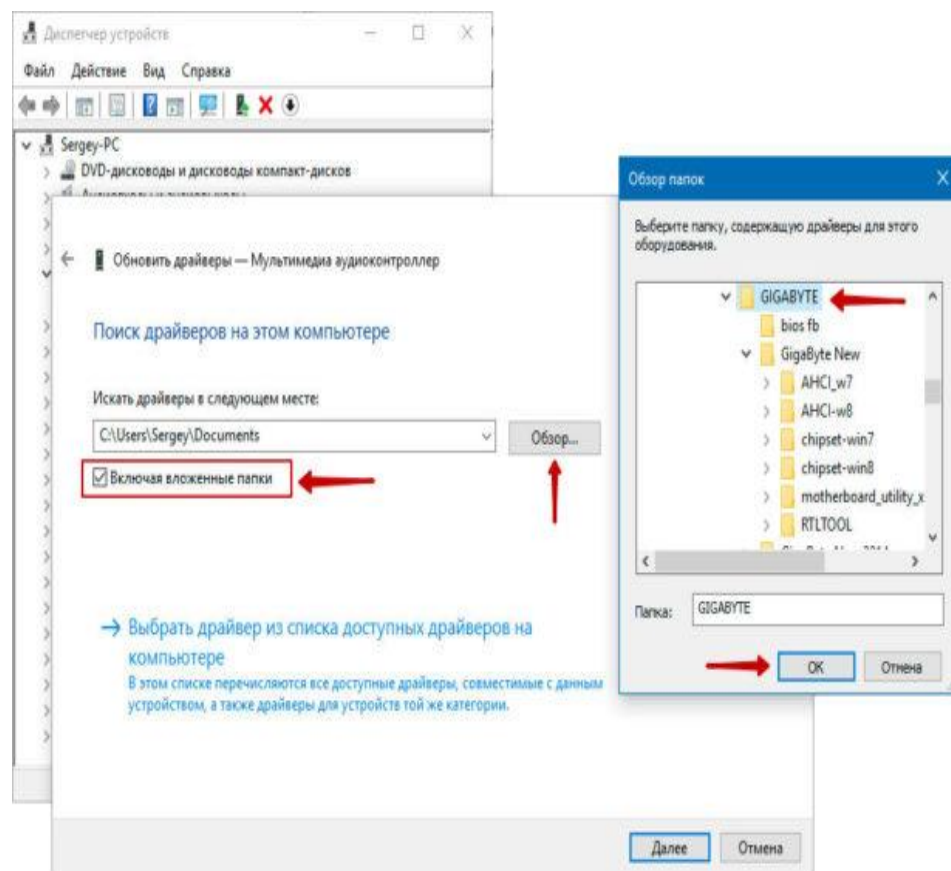 Диспетчер устройств
Файл Действие Вид Справка
Sergey-PC
DVD-дисководы и дисководы компакт-дисков
Обновить драйверы — Мультимедиа аудиоконтроллер
Поиск драйверов на этом компьютере
Искать драйверы в следующем месте:
C:\Users\Sergey\Documents
Обзор...
Включая вложенные папки
→ Выбрать драйвер из списка доступных драйверов на
компьютере
В этом списке перечисляются все доступные драйверы, совместимые с данным
устройством, а также драйверы для устройств той же категории.
Далее
Отмена
Обзор папок
Выберите папку, содержащую драйверы для этого
оборудования.
GIGABYTE
bios fb
GigaByte New
AHCI_w7
AHCI-w8
chipset-win7
chipset-win8
motherboard_utility_x
RTLTOOL
Папка:
GIGABYTE
OK
Отмена